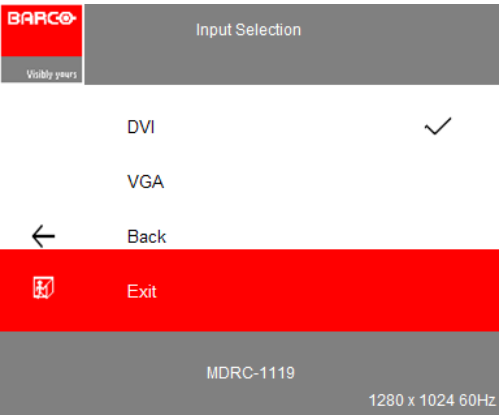 BARCO
Input Selection
Visibly yours
DVI
VGA
Back
Exit
MDRC-1119
1280 x 1024 60Hz